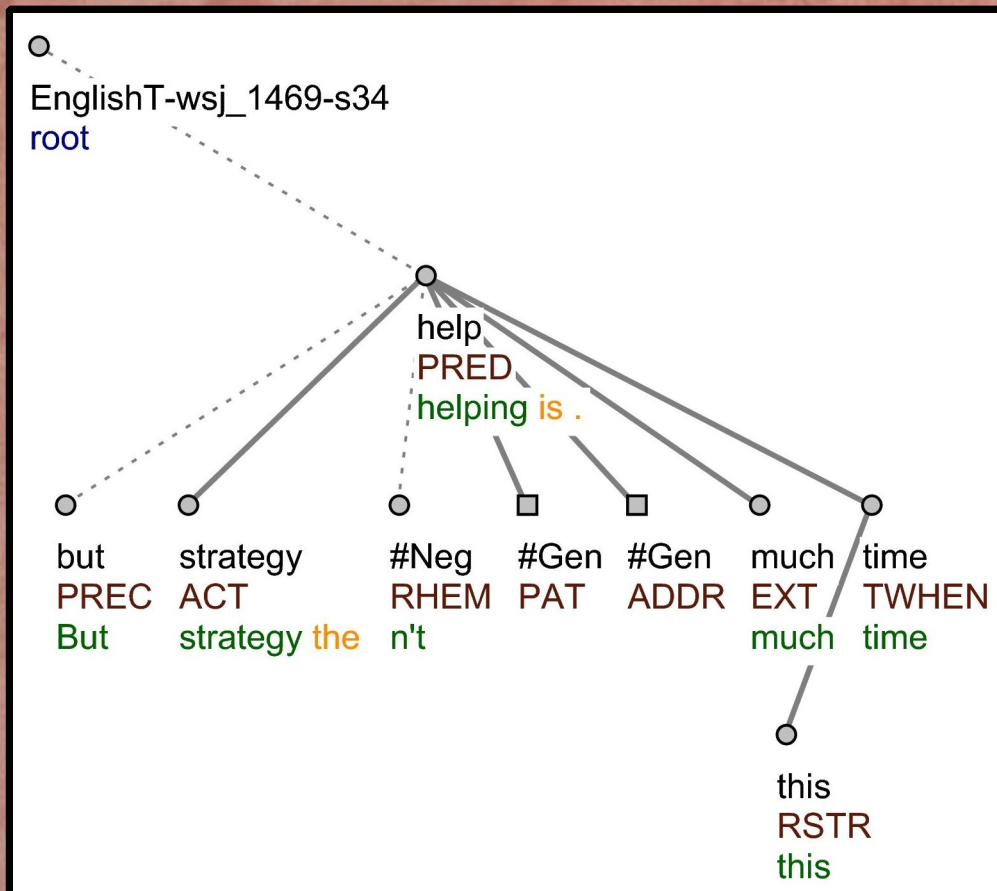 EnglishT-wsj_1469-s34
root
help
PRED
helping is .
but strategy #Neg #Gen #Gen much time
PREC ACT RHEM PAT ADDR EXT TWHEN
But strategy the n't much time
this
RSTR
this